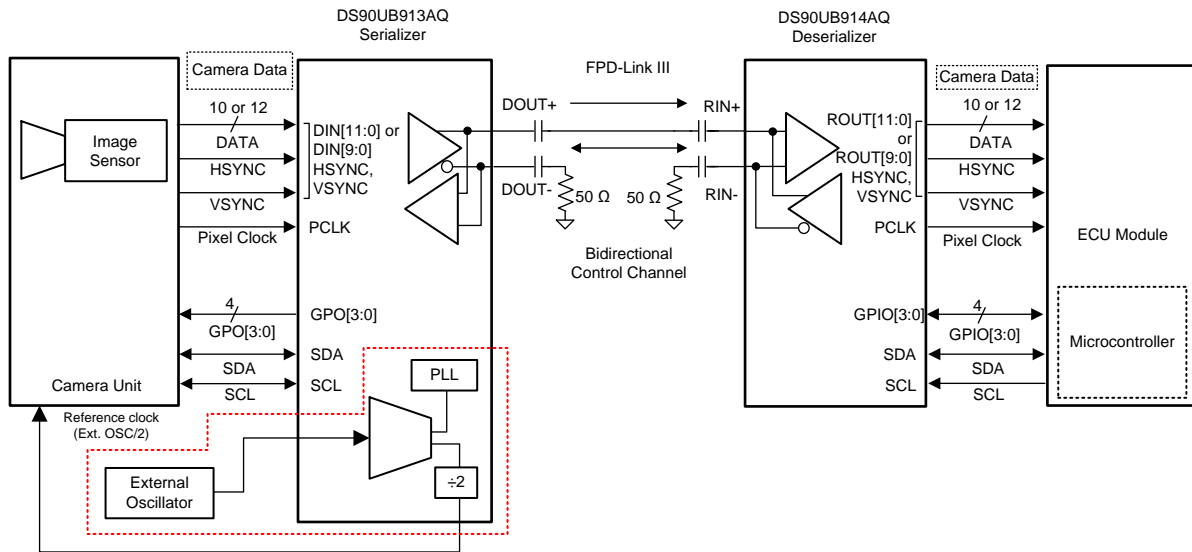 DS90UB913AQ
Serializer
DS90UB914AQ
Deserializer
Camera Data
FPD-Link III
Camera Data
Image
Sensor
10 or 12
DATA
HSYNC
VSYNC
Pixel Clock
DIN[11:0] or
DIN[9:0]
HSYNC,
VSYNC
PCLK
DOUT+
DOUT-
50 Ω
50 Ω
RIN+
RIN-
Bidirectional
Control Channel
ROUT[11:0]
or
ROUT[9:0]
HSYNC,
VSYNC
PCLK
10 or 12
DATA
HSYNC
VSYNC
Pixel Clock
ECU Module
4
GPO[3:0]
GPO[3:0]
SDA
SCL
SDA
SCL
Camera Unit
GPIO[3:0]
SDA
SCL
4
GPIO[3:0]
SDA
SCL
Microcontroller
Reference clock
(Ext. OSC/2)
PLL
÷2
External
Oscillator